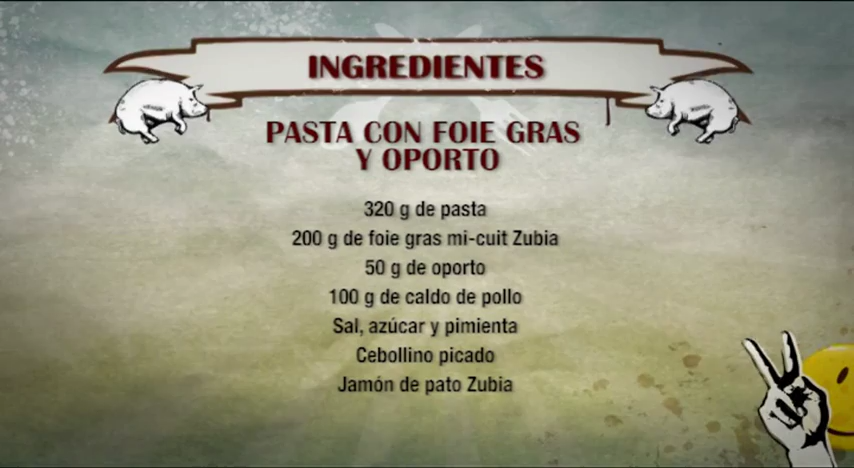 INGREDIENTES
PASTA CON FOIE GRAS
Y OPORTO
320 g de pasta
200 g de foie gras mi-cuit Zubia
50 g de oporto
100 g de caldo de pollo
Sal, azúcar y pimienta
Cebollino picado
Jamón de pato Zubia